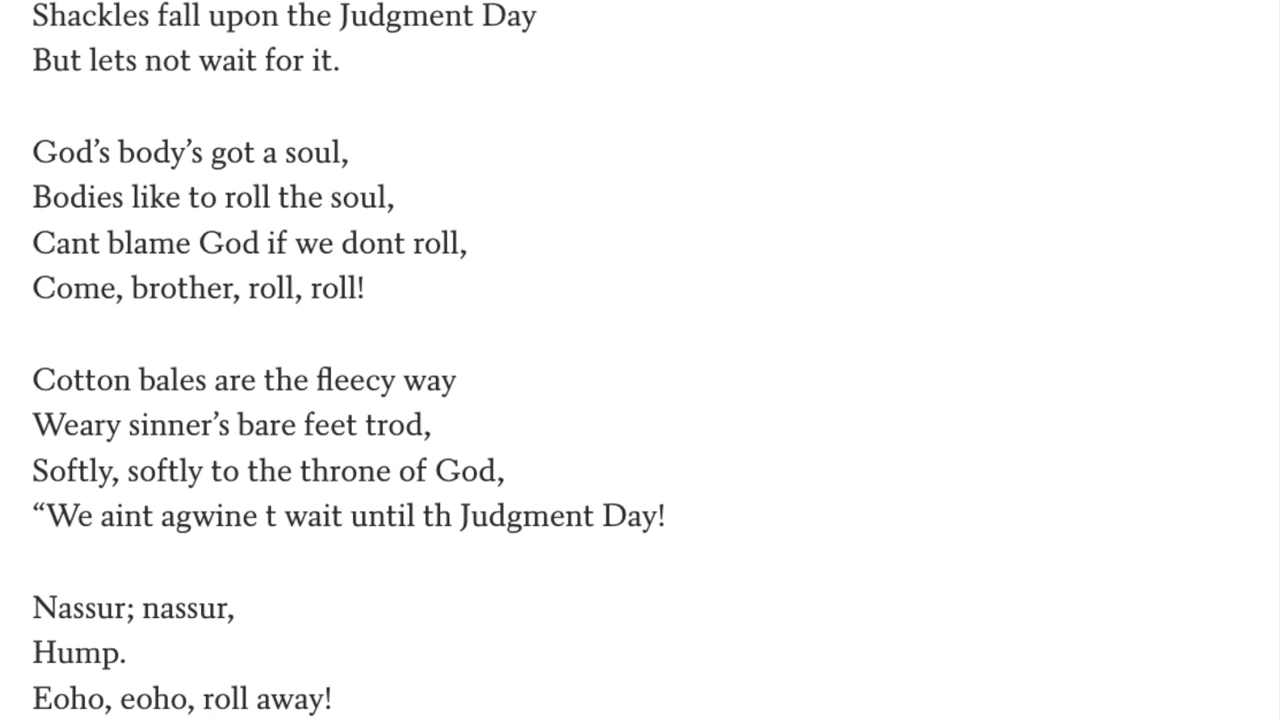 Shackles fall upon the Judgment Day
But lets not wait for it.
God’s body’s got a soul,
Bodies like to roll the soul,
Cant blame God if we dont roll,
Come, brother, roll, roll!
Cotton bales are the fleecy way
Weary sinner’s bare feet trod,
Softly, softly to the throne of God,
“We aint agwine t wait until th Judgment Day!
Nassur; nassur,
Hump.
Eoho, eoho, roll away!